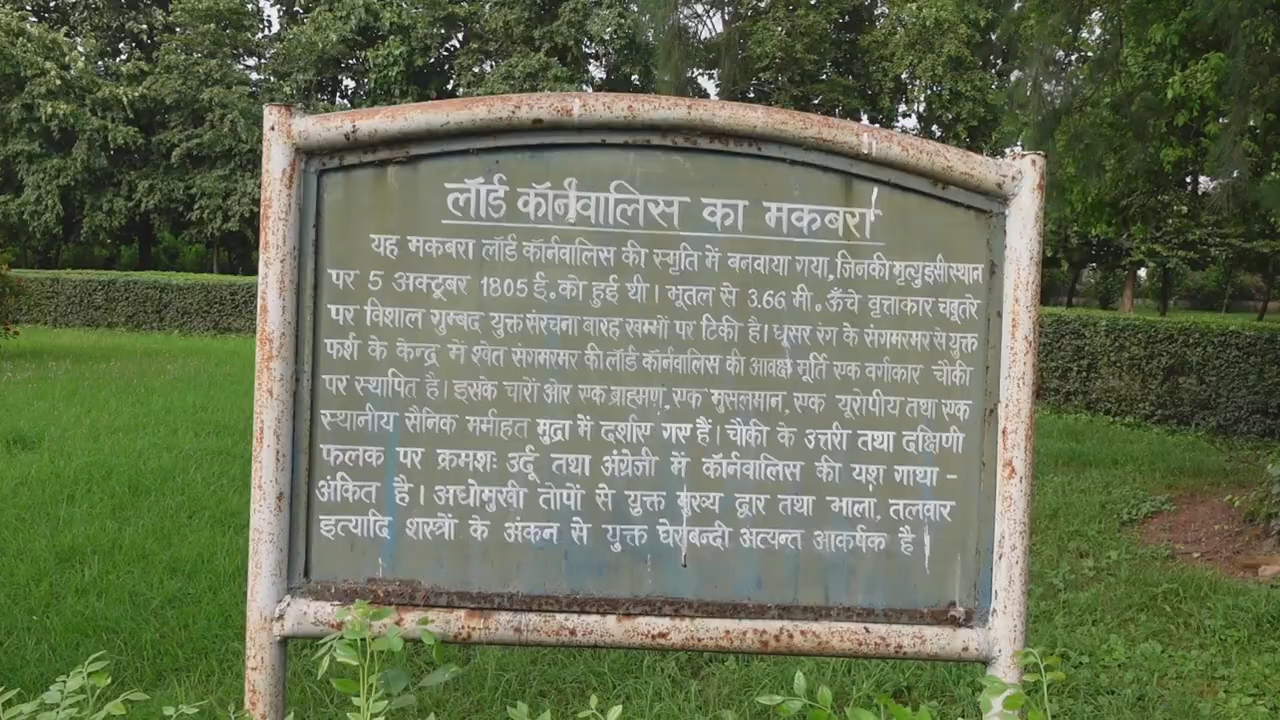 लॉर्ड कॉर्नवालिस का मकबरा
यह मकबरा लॉर्ड कॉर्नवालिस की स्मृति में बनवाया गया, जिनकी मृत्यु इसी स्थान
पर 5 अक्टूबर 1805 ई. को हुई थी। भूतल से 3.66 मी. ऊँचे वृत्ताकार चबूतरे
पर विशाल गुम्बद युक्त संरचना बारह खम्भों पर टिकी है। धूसर रंग के संगमरमर से युक्त
फर्श के केन्द्र में श्वेत संगमरमर की लॉर्ड कॉर्नवालिस की आवक्ष मूर्ति एक वर्गाकार चौकी
पर स्थापित है। इसके चारों ओर एक ब्राह्मण, एक मुसलमान, एक यूरोपीय तथा एक
स्थानीय सैनिक मर्माहत मुद्रा में दर्शाए गए हैं। चौकी के उत्तरी तथा दक्षिणी
फलक पर क्रमशः उर्दू तथा अंग्रेजी में कॉर्नवालिस की यश गाथा -
अंकित है। अधोमुखी तोपों से युक्त मुख्य द्वार तथा भाला, तलवार
इत्यादि शस्त्रों के अंकन से युक्त घेराबन्दी अत्यन्त आकर्षक है।